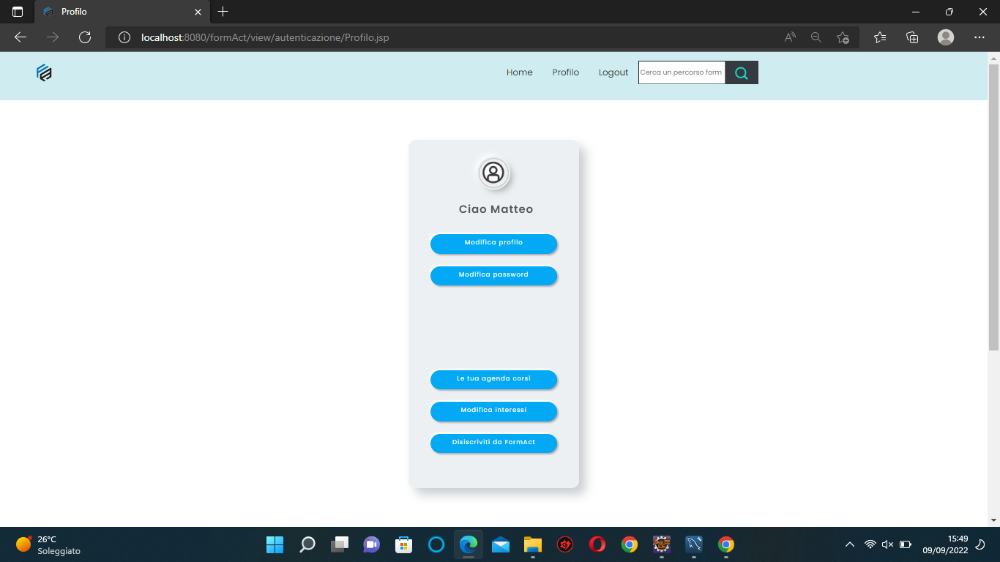 Profilo
localhost:8080/formAct/view/autenticazione/Profilo.jsp
Home Profilo Logout Cerca un percorso form
Ciao Matteo
Modifica profilo
Modifica password
Le tua agenda corsi
Modifica interessi
Disiscriviti da FormAct
26°C
Soleggiato
15:49
09/09/2022